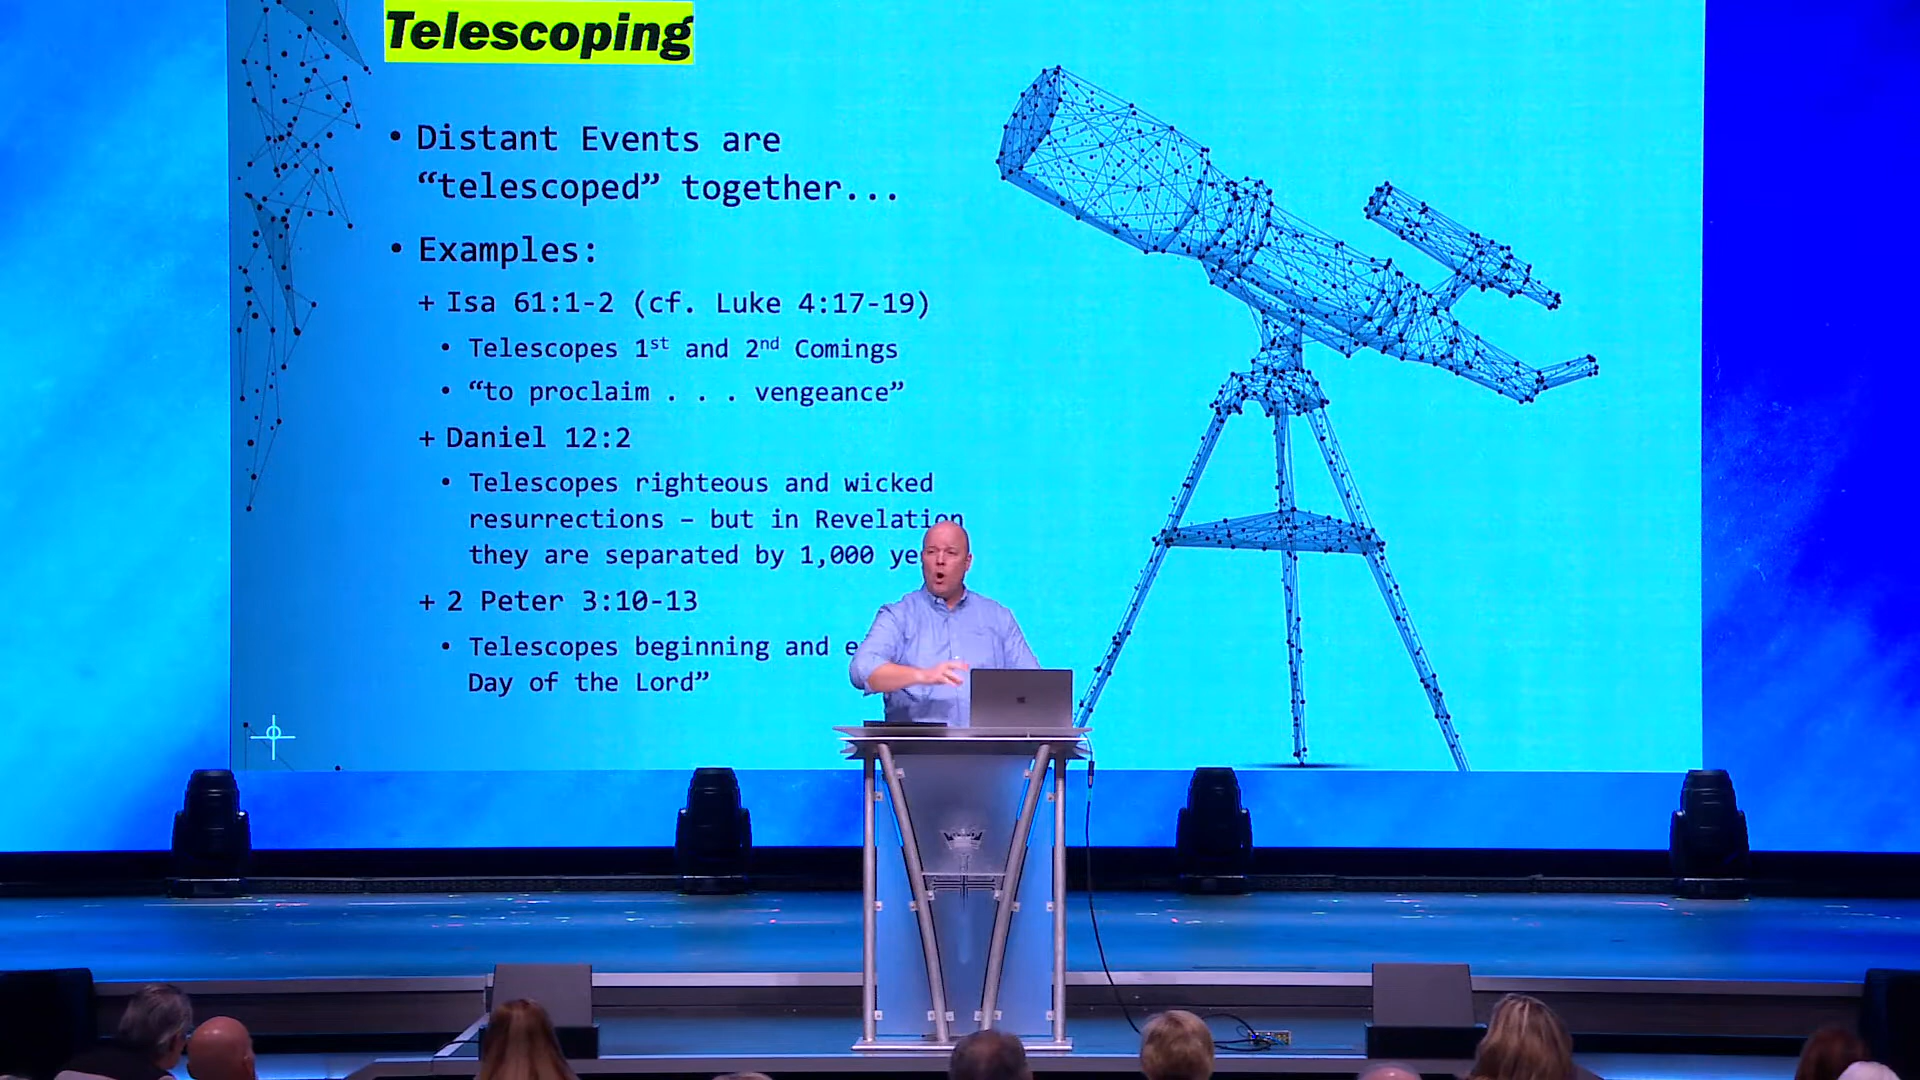 Telescoping
• Distant Events are
“telescoped” together...
• Examples:
+ Isa 61:1-2 (cf. Luke 4:17-19)
• Telescopes 1st and 2nd Comings
• “to proclaim . . . vengeance”
+ Daniel 12:2
• Telescopes righteous and wicked
resurrections – but in Revelation
they are separated by 1,000
+ 2 Peter 3:10-13
• Telescopes beginning and
Day of the Lord”